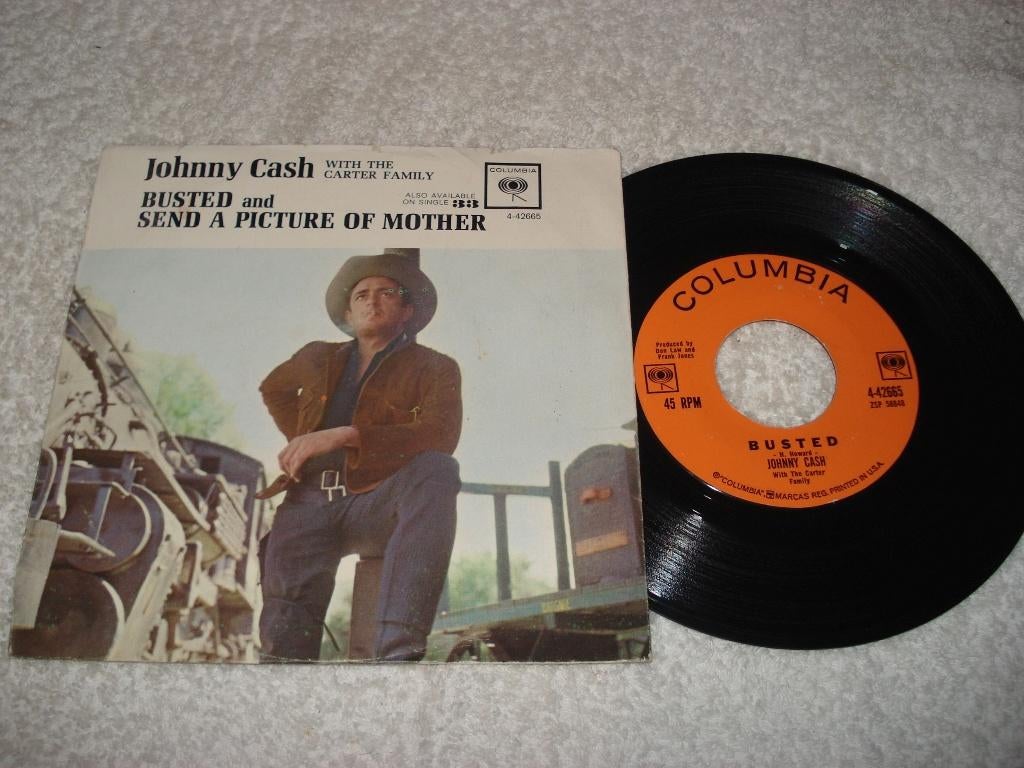 Johnny Cash WITH THE
CARTER FAMILY
BUSTED and
SEND A PICTURE OF MOTHER
ALSO AVAILABLE
ON SINGLE 33
COLUMBIA
4-42665
COLUMBIA
Produced by
Don Law and
Frank Jones
45 RPM
4-42665
ZSP 58848
BUSTED
- H. Howard -
JOHNNY CASH
With The Carter
Family
℗"COLUMBIA", MARCAS REG. PRINTED IN U.S.A.